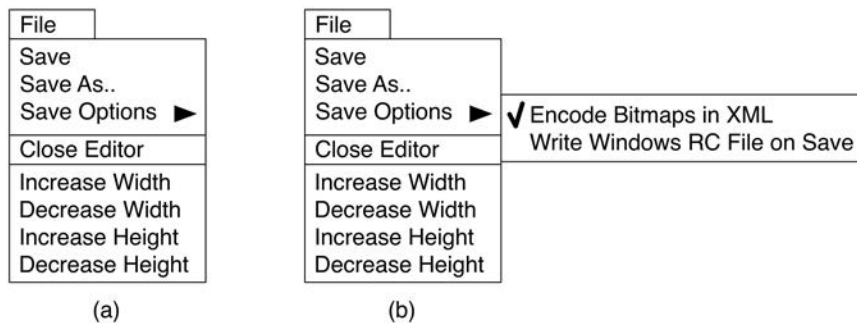 File
Save
Save As..
Save Options
Close Editor
Increase Width
Decrease Width
Increase Height
Decrease Height
(a)
File
Save
Save As..
Save Options
Encode Bitmaps in XML
Write Windows RC File on Save
Close Editor
Increase Width
Decrease Width
Increase Height
Decrease Height
(b)